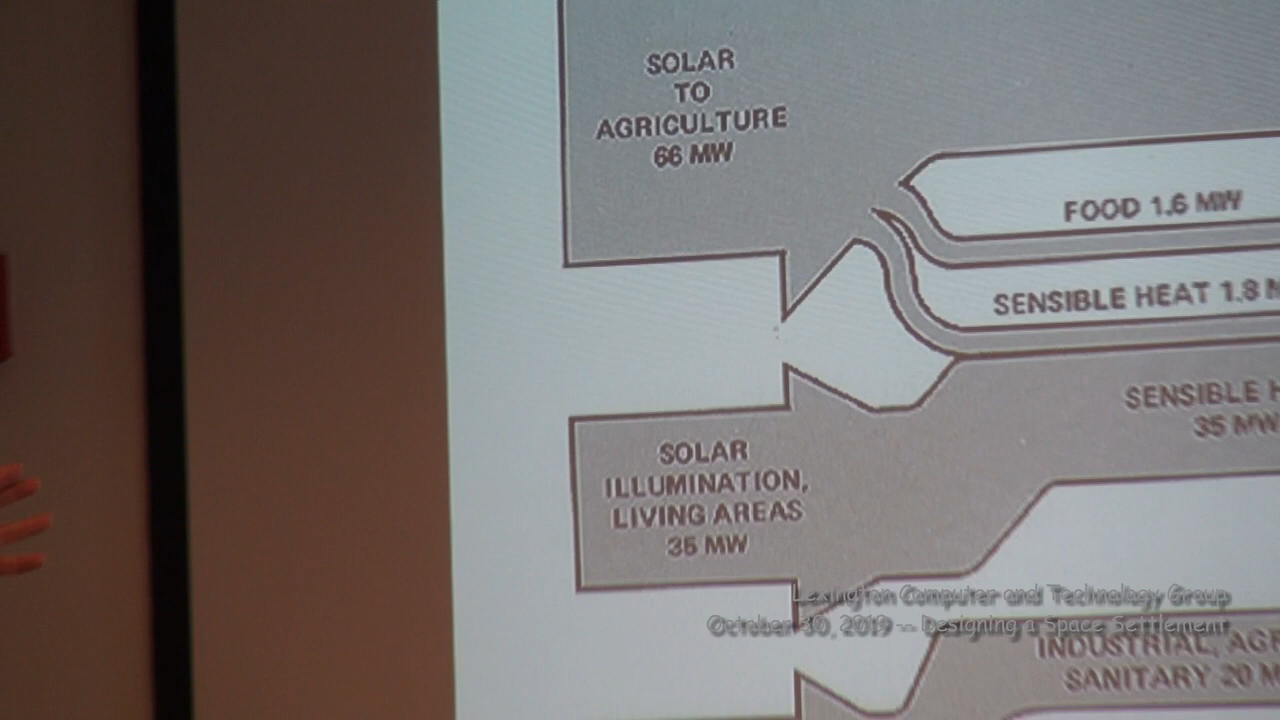 SOLAR
TO
AGRICULTURE
66 MW
FOOD 1.6 MW
SENSIBLE HEAT 1.8
SENSIBLE
35 MW
SOLAR
ILLUMINATION,
LIVING AREAS
35 MW
Lexington Computer and Technology Group
October 30, 2019 -- Designing a Space Settlement
INDUSTRIAL,
SANITARY 20